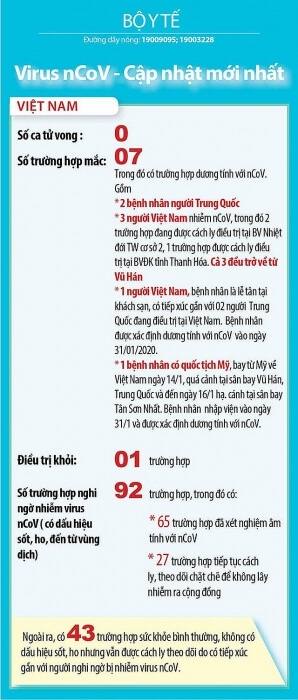 BỘ Y TẾ
Đường dây nóng: 19009095; 19003228
Virus nCoV - Cập nhật mới nhất
VIỆT NAM
Số ca tử vong : 0
Số trường hợp mắc: 07
Trong đó có trường hợp dương tính với nCoV.
Gồm
* 2 bệnh nhân người Trung Quốc
* 3 người Việt Nam nhiễm nCoV, trong đó 2
trường hợp đang được cách ly điều trị tại BV Nhiệt
đới TW cơ sở 2, 1 trường hợp được cách ly điều
trị tại BVĐK tỉnh Thanh Hóa. Cả 3 đều trở về từ
Vũ Hán
* 1 người Việt Nam, bệnh nhân là lễ tân tại
khách sạn, có tiếp xúc gần với 02 người Trung
Quốc đang điều trị tại Việt Nam. Bệnh nhân
được xác định dương tính với nCoV vào ngày
31/01/2020.
* 1 bệnh nhân có quốc tịch Mỹ, bay từ Mỹ về
Việt Nam ngày 14/1, quá cảnh tại sân bay Vũ Hán,
Trung Quốc và đến ngày 16/1 hạ. cánh tại sân bay
Tân Sơn Nhất. Bệnh nhân nhập viện vào ngày
31/1 và được xác định dương tính với nCoV.
Điều trị khỏi: 01 trường hợp
Số trường hợp nghi
ngờ nhiễm virus
nCoV ( có dấu hiệu
sốt, ho, đến từ vùng
dịch)
92 trường hợp, trong đó có:
* 65 trường hợp đã xét nghiệm âm
tính với nCoV
* 27 trường hợp tiếp tục cách
ly, theo dõi chặt chẽ để không lây
nhiễm ra cộng đồng
Ngoài ra, có 43 trường hợp sức khỏe bình thường, không có
dấu hiệu sốt, ho nhưng vẫn được cách ly theo dõi do có tiếp xúc
gần với người nghi ngờ bị nhiễm virus nCoV.